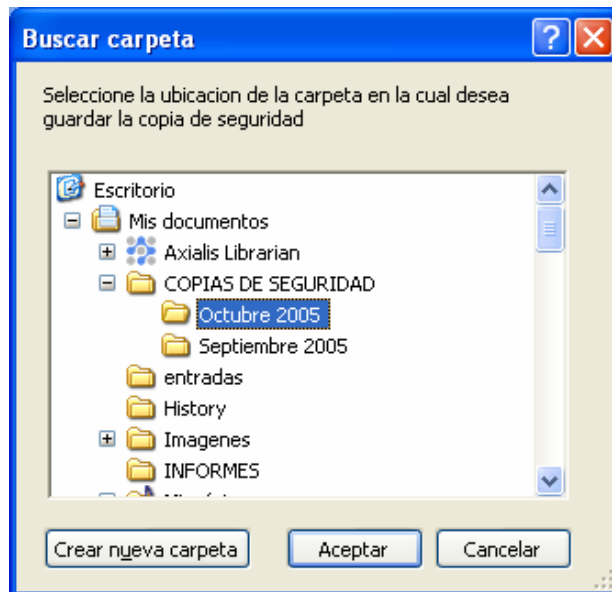 Buscar carpeta
Seleccione la ubicacion de la carpeta en la cual desea
guardar la copia de seguridad
Escritorio
Mis documentos
Axialis Librarian
COPIAS DE SEGURIDAD
Octubre 2005
Septiembre 2005
entradas
History
Imagenes
INFORMES
Crear nueva carpeta Aceptar Cancelar